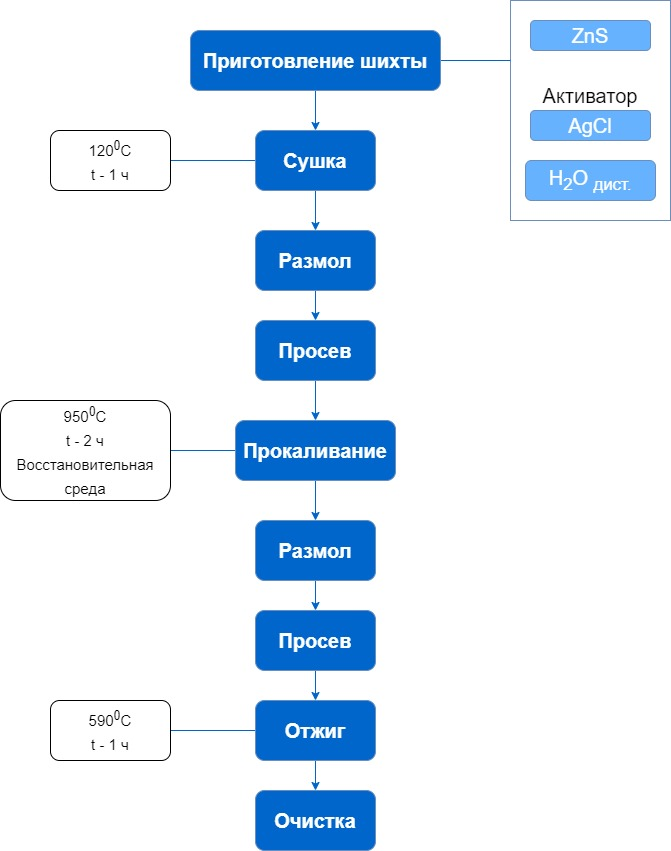 Приготовление шихты
ZnS
Активатор
AgCl
H₂O дист.
120⁰C
t - 1 ч
Сушка
Размол
Просев
950⁰C
t - 2 ч
Восстановительная
среда
Прокаливание
Размол
Просев
590⁰C
t - 1 ч
Отжиг
Очистка